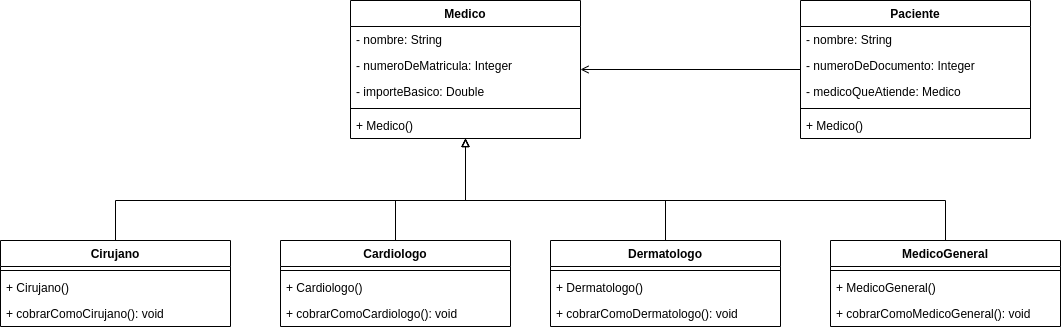 Medico
- nombre: String
- numeroDeMatricula: Integer
- importeBasico: Double
+ Medico()
Paciente
- nombre: String
- numeroDeDocumento: Integer
- medicoQueAtiende: Medico
+ Medico()
Cirujano
+ Cirujano()
+ cobrarComoCirujano(): void
Cardiologo
+ Cardiologo()
+ cobrarComoCardiologo(): void
Dermatologo
+ Dermatologo()
+ cobrarComoDermatologo(): void
MedicoGeneral
+ MedicoGeneral()
+ cobrarComoMedicoGeneral(): void